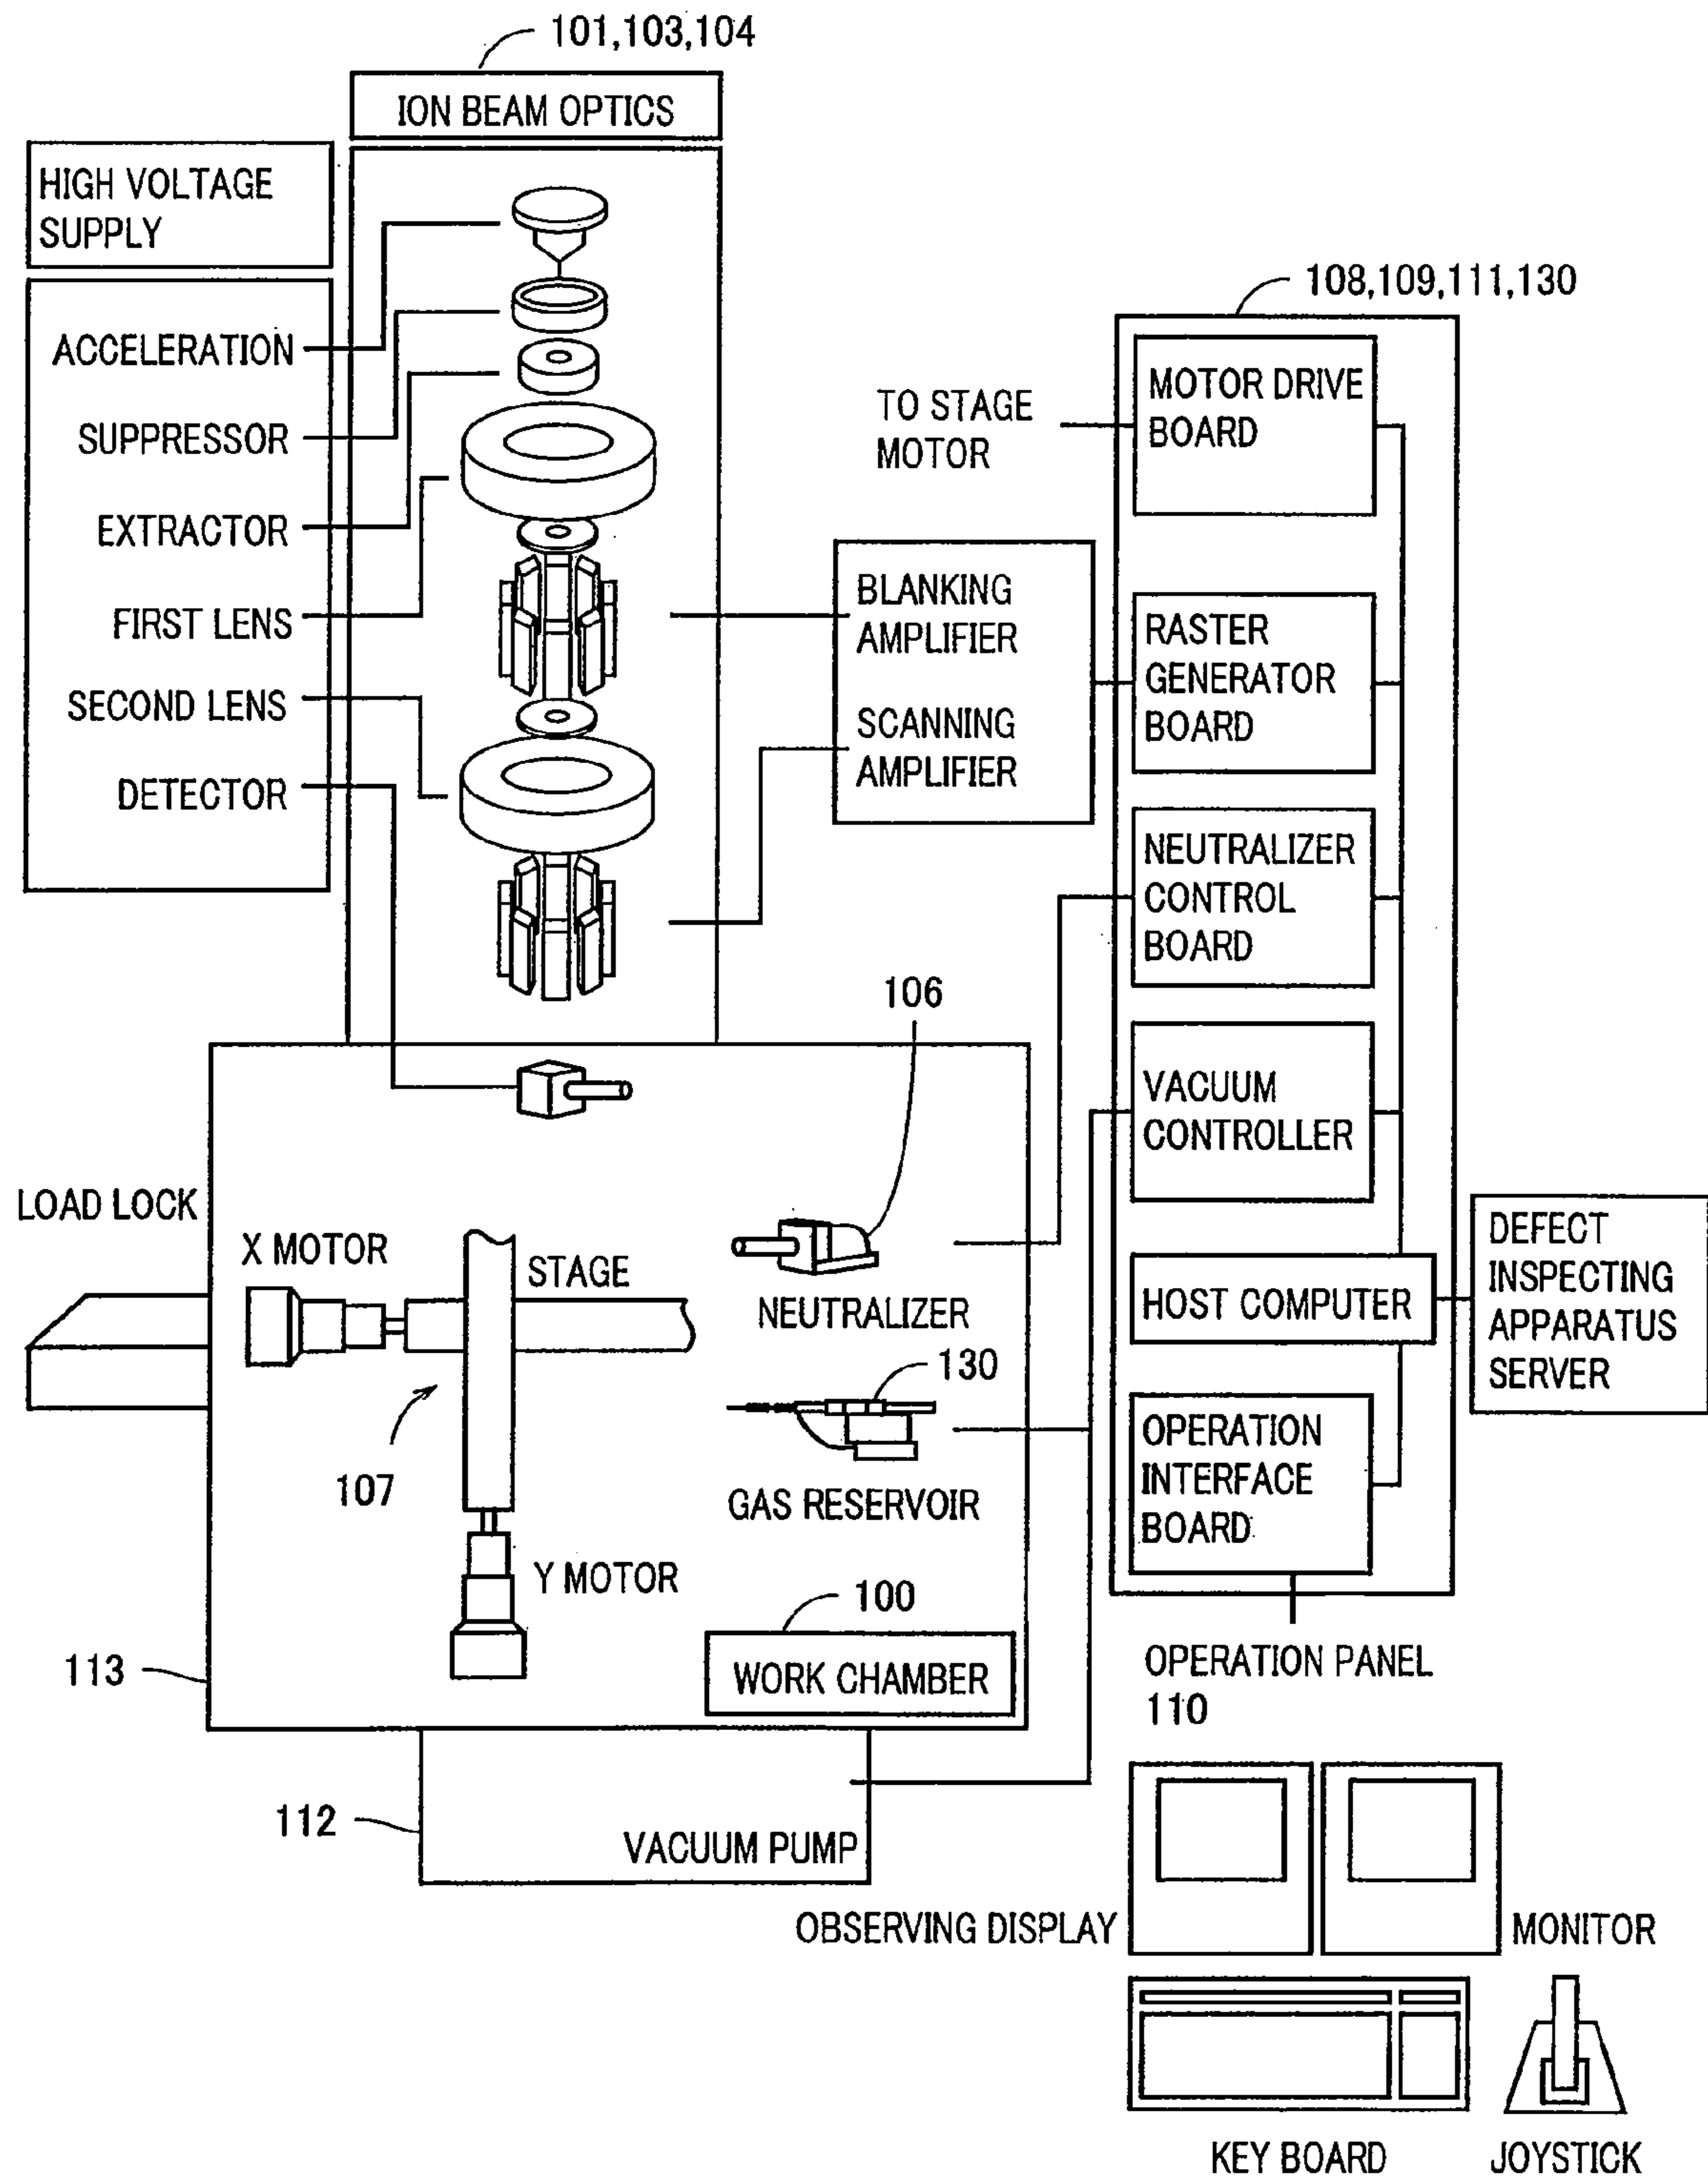 101,103,104
ION BEAM OPTICS
HIGH VOLTAGE
SUPPLY
ACCELERATION
SUPPRESSOR
EXTRACTOR
FIRST LENS
SECOND LENS
DETECTOR
TO STAGE
MOTOR
BLANKING
AMPLIFIER
SCANNING
AMPLIFIER
108,109,111,130
MOTOR DRIVE
BOARD
RASTER
GENERATOR
BOARD
NEUTRALIZER
CONTROL
BOARD
VACUUM
CONTROLLER
HOST COMPUTER
OPERATION
INTERFACE
BOARD
DEFECT
INSPECTING
APPARATUS
SERVER
106
LOAD LOCK
X MOTOR
STAGE
NEUTRALIZER
130
107
GAS RESERVOIR
Y MOTOR
100
WORK CHAMBER
113
112
VACUUM PUMP
OPERATION PANEL
110
OBSERVING DISPLAY
MONITOR
KEY BOARD
JOYSTICK